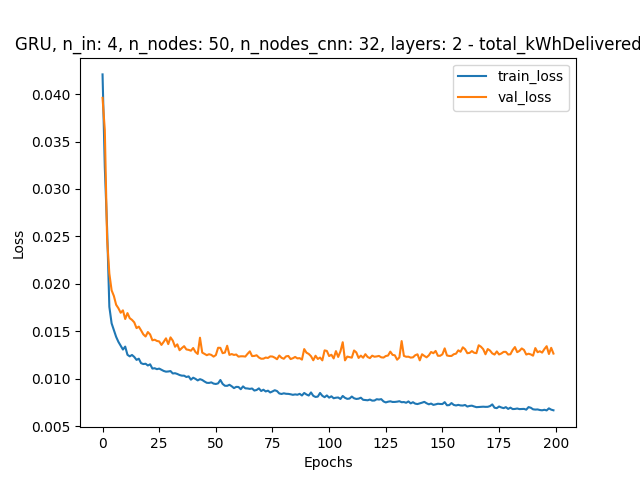 GRU, n_in: 4, n_nodes: 50, n_nodes_cnn: 32, layers: 2 - total_kWhDelivered
train_loss
val_loss
0.040
0.035
0.030
0.025
0.020
0.015
0.010
0.005
Loss
0 25 50 75 100 125 150 175 200
Epochs